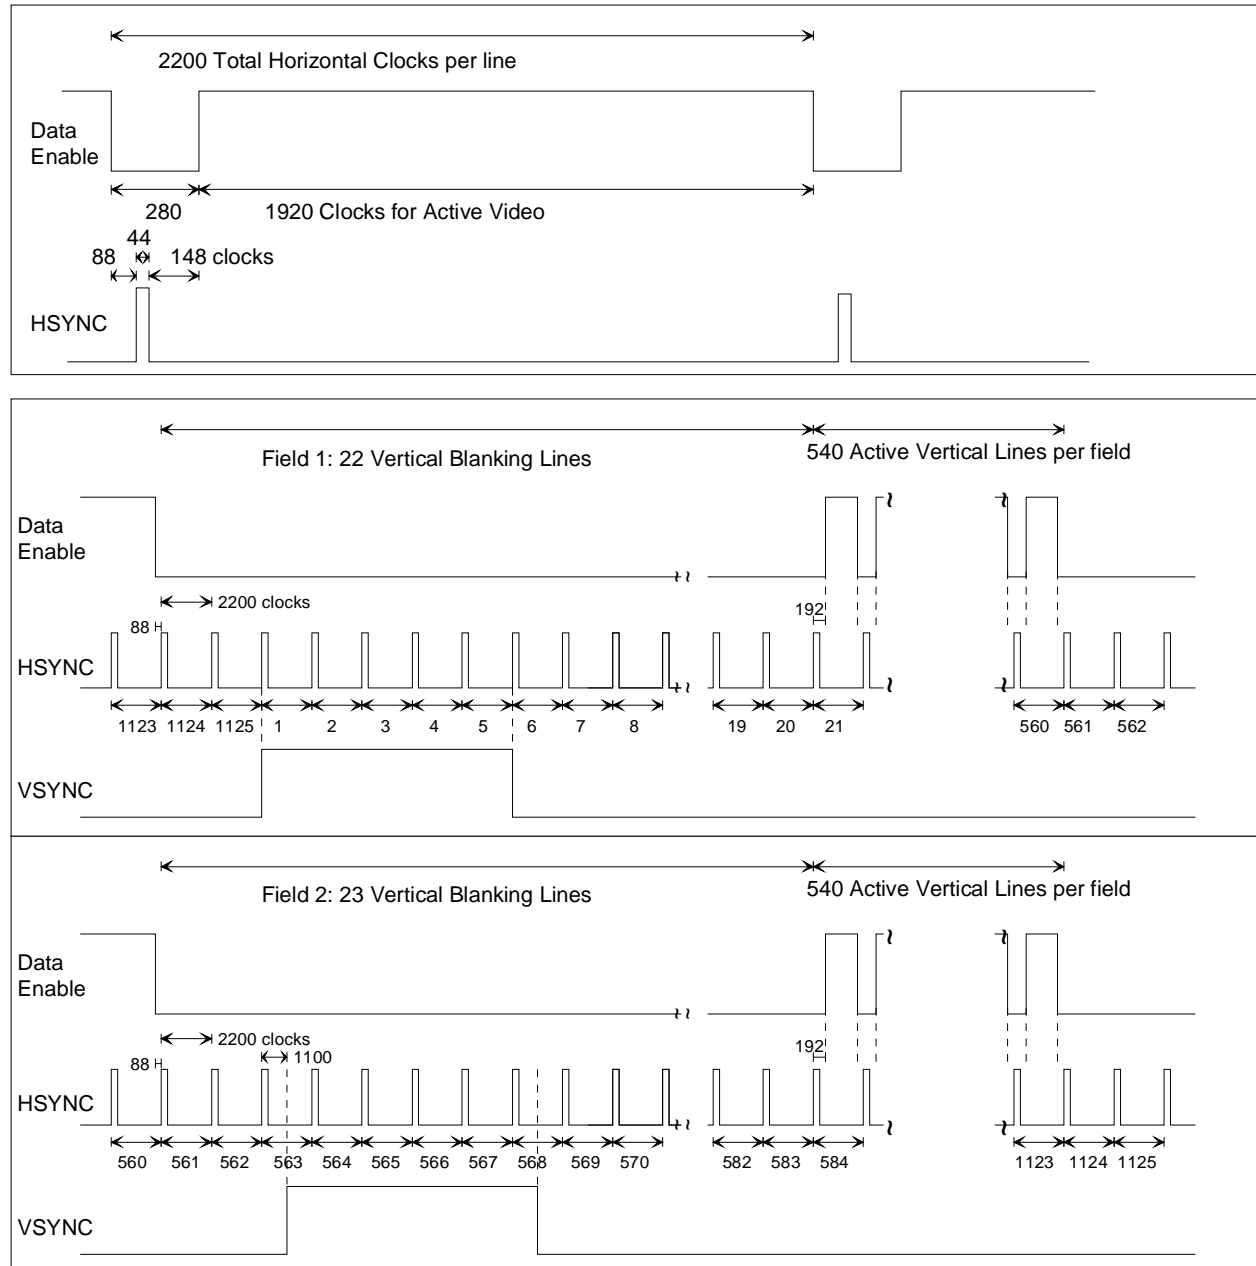 2200 Total Horizontal Clocks per line
Data
Enable
280
1920 Clocks for Active Video
44
88
148 clocks
HSYNC
Field 1: 22 Vertical Blanking Lines
540 Active Vertical Lines per field
Data
Enable
2200 clocks
192
88
HSYNC
1123 1124 1125 1 2 3 4 5 6 7 8 19 20 21 560 561 562
VSYNC
Field 2: 23 Vertical Blanking Lines
540 Active Vertical Lines per field
Data
Enable
2200 clocks
88
1100
192
HSYNC
560 561 562 563 564 565 566 567 568 569 570 582 583 584 1123 1124 1125
VSYNC